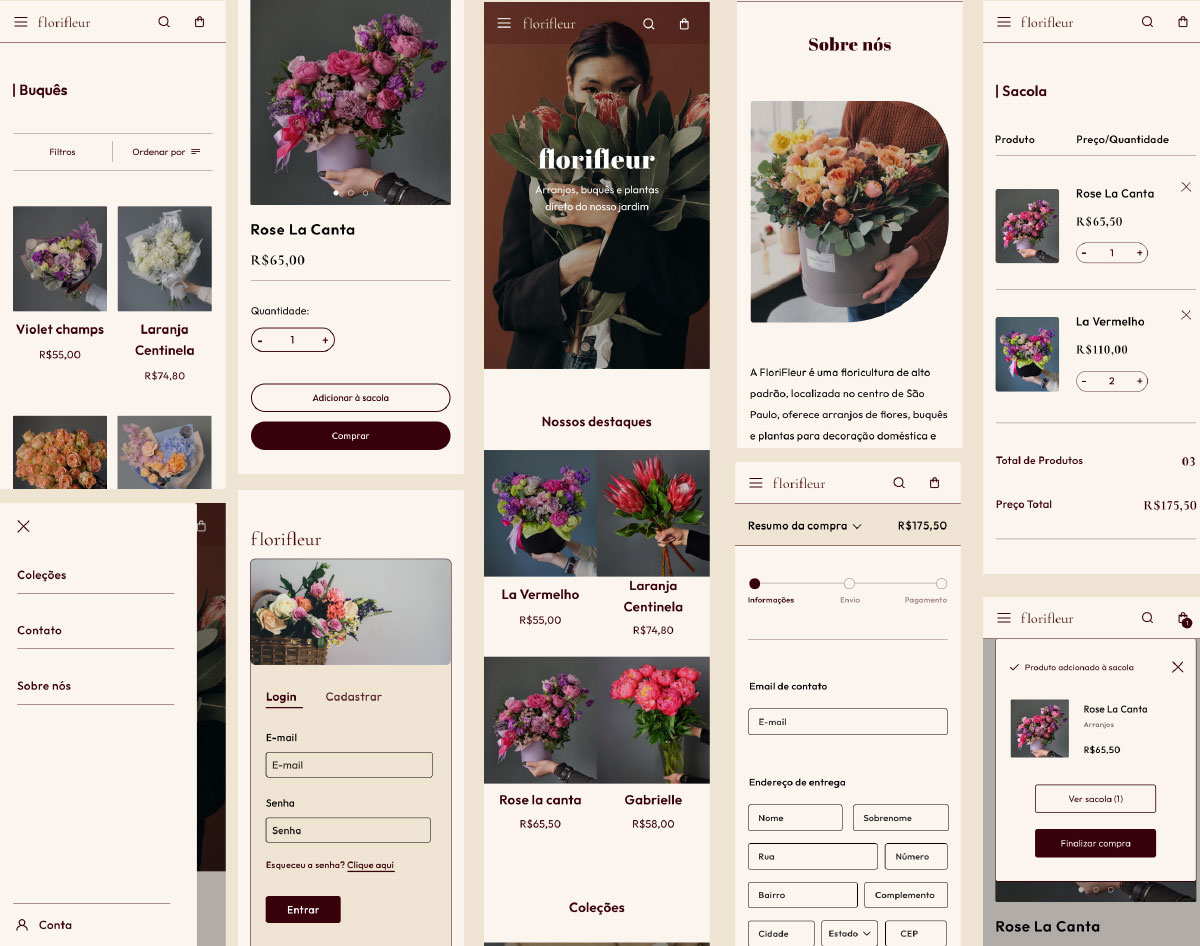 florifleur
| Buquês
Filtros
Ordenar por
Violet champs
R$55,00
Laranja
Centinela
R$74,80
Coleções
Contato
Sobre nós
Conta
Rose La Canta
R$65,00
Quantidade:
- 1 +
Adicionar à sacola
Comprar
florifleur
Login
Cadastrar
E-mail
E-mail
Senha
Senha
Esqueceu a senha? Clique aqui
Entrar
florifleur
florifleur
Arranjos, buquês e plantas
direto do nosso jardim
Nossos destaques
La Vermelho
R$55,00
Laranja
Centinela
R$74,80
Rose la canta
R$65,50
Gabrielle
R$58,00
Coleções
Sobre nós
A FloriFleur é uma floricultura de alto
padrão, localizada no centro de São
Paulo, oferece arranjos de flores, buquês
e plantas para decoração doméstica e
florifleur
Resumo da compra
R$175,50
Informações
Envio
Pagamento
Email de contato
E-mail
Endereço de entrega
Nome
Sobrenome
Rua
Número
Bairro
Complemento
Cidade
Estado
CEP
florifleur
| Sacola
Produto
Preço/Quantidade
Rose La Canta
R$65,50
- 1 +
La Vermelho
R$110,00
- 2 +
Total de Produtos
03
Preço Total
R$175,50
florifleur
1
Produto adcionado à sacola
Rose La Canta
Arranjos
R$65,50
Ver sacola (1)
Finalizar compra
Rose La Canta